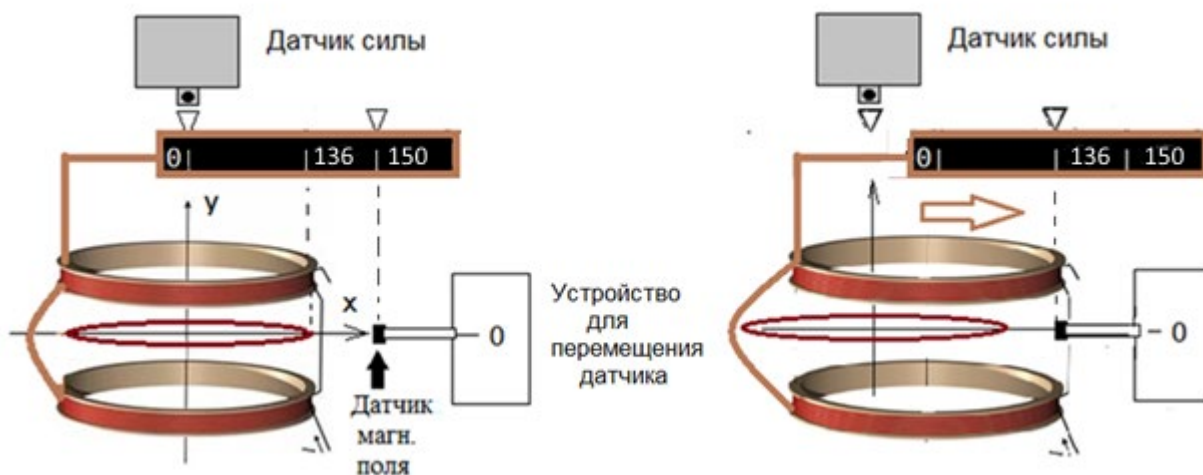 Датчик силы
0 136 150
y
x
0
Датчик
магн.
поля
Устройство
для
перемещения
датчика
Датчик силы
0 136 150
- 0